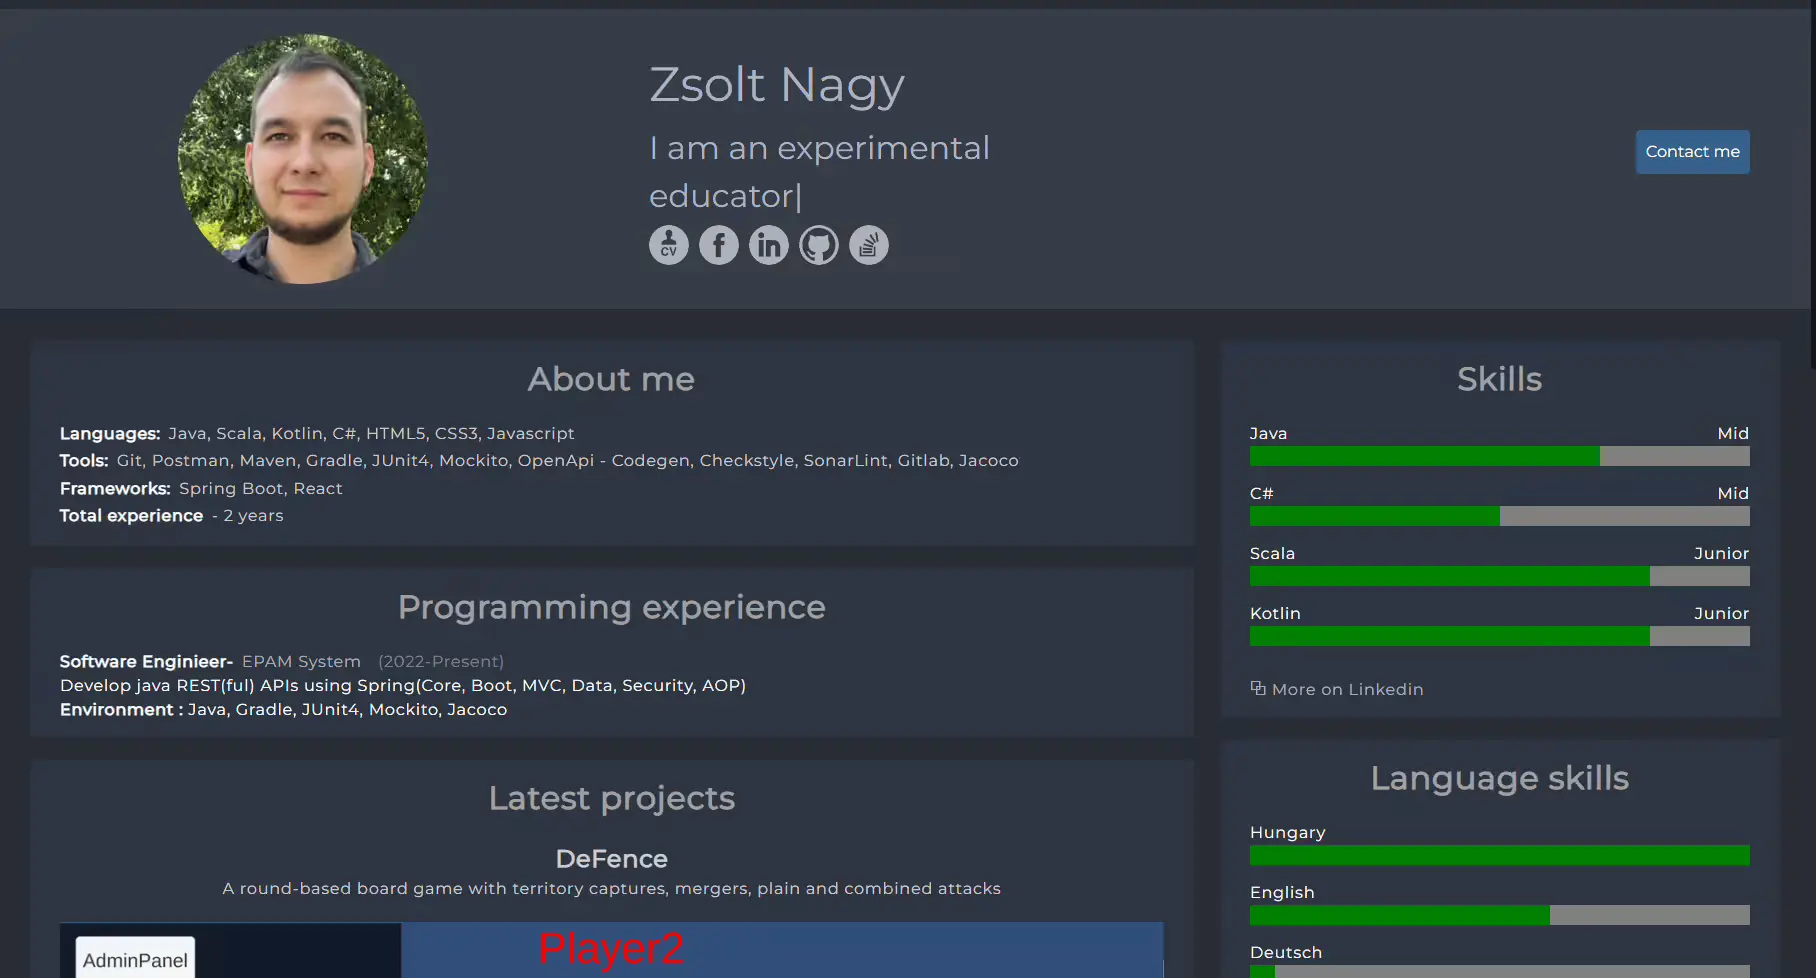 Zsolt Nagy
I am an experimental
educator|
CV
Contact me
About me
Languages: Java, Scala, Kotlin, C#, HTML5, CSS3, Javascript
Tools: Git, Postman, Maven, Gradle, JUnit4, Mockito, OpenApi - Codegen, Checkstyle, SonarLint, Gitlab, Jacoco
Frameworks: Spring Boot, React
Total experience - 2 years
Programming experience
Software Enginieer- EPAM System (2022-Present)
Develop java REST(ful) APIs using Spring(Core, Boot, MVC, Data, Security, AOP)
Environment : Java, Gradle, JUnit4, Mockito, Jacoco
Latest projects
DeFence
A round-based board game with territory captures, mergers, plain and combined attacks
AdminPanel
Player2
Skills
Java Mid
C# Mid
Scala Junior
Kotlin Junior
More on Linkedin
Language skills
Hungary
English
Deutsch